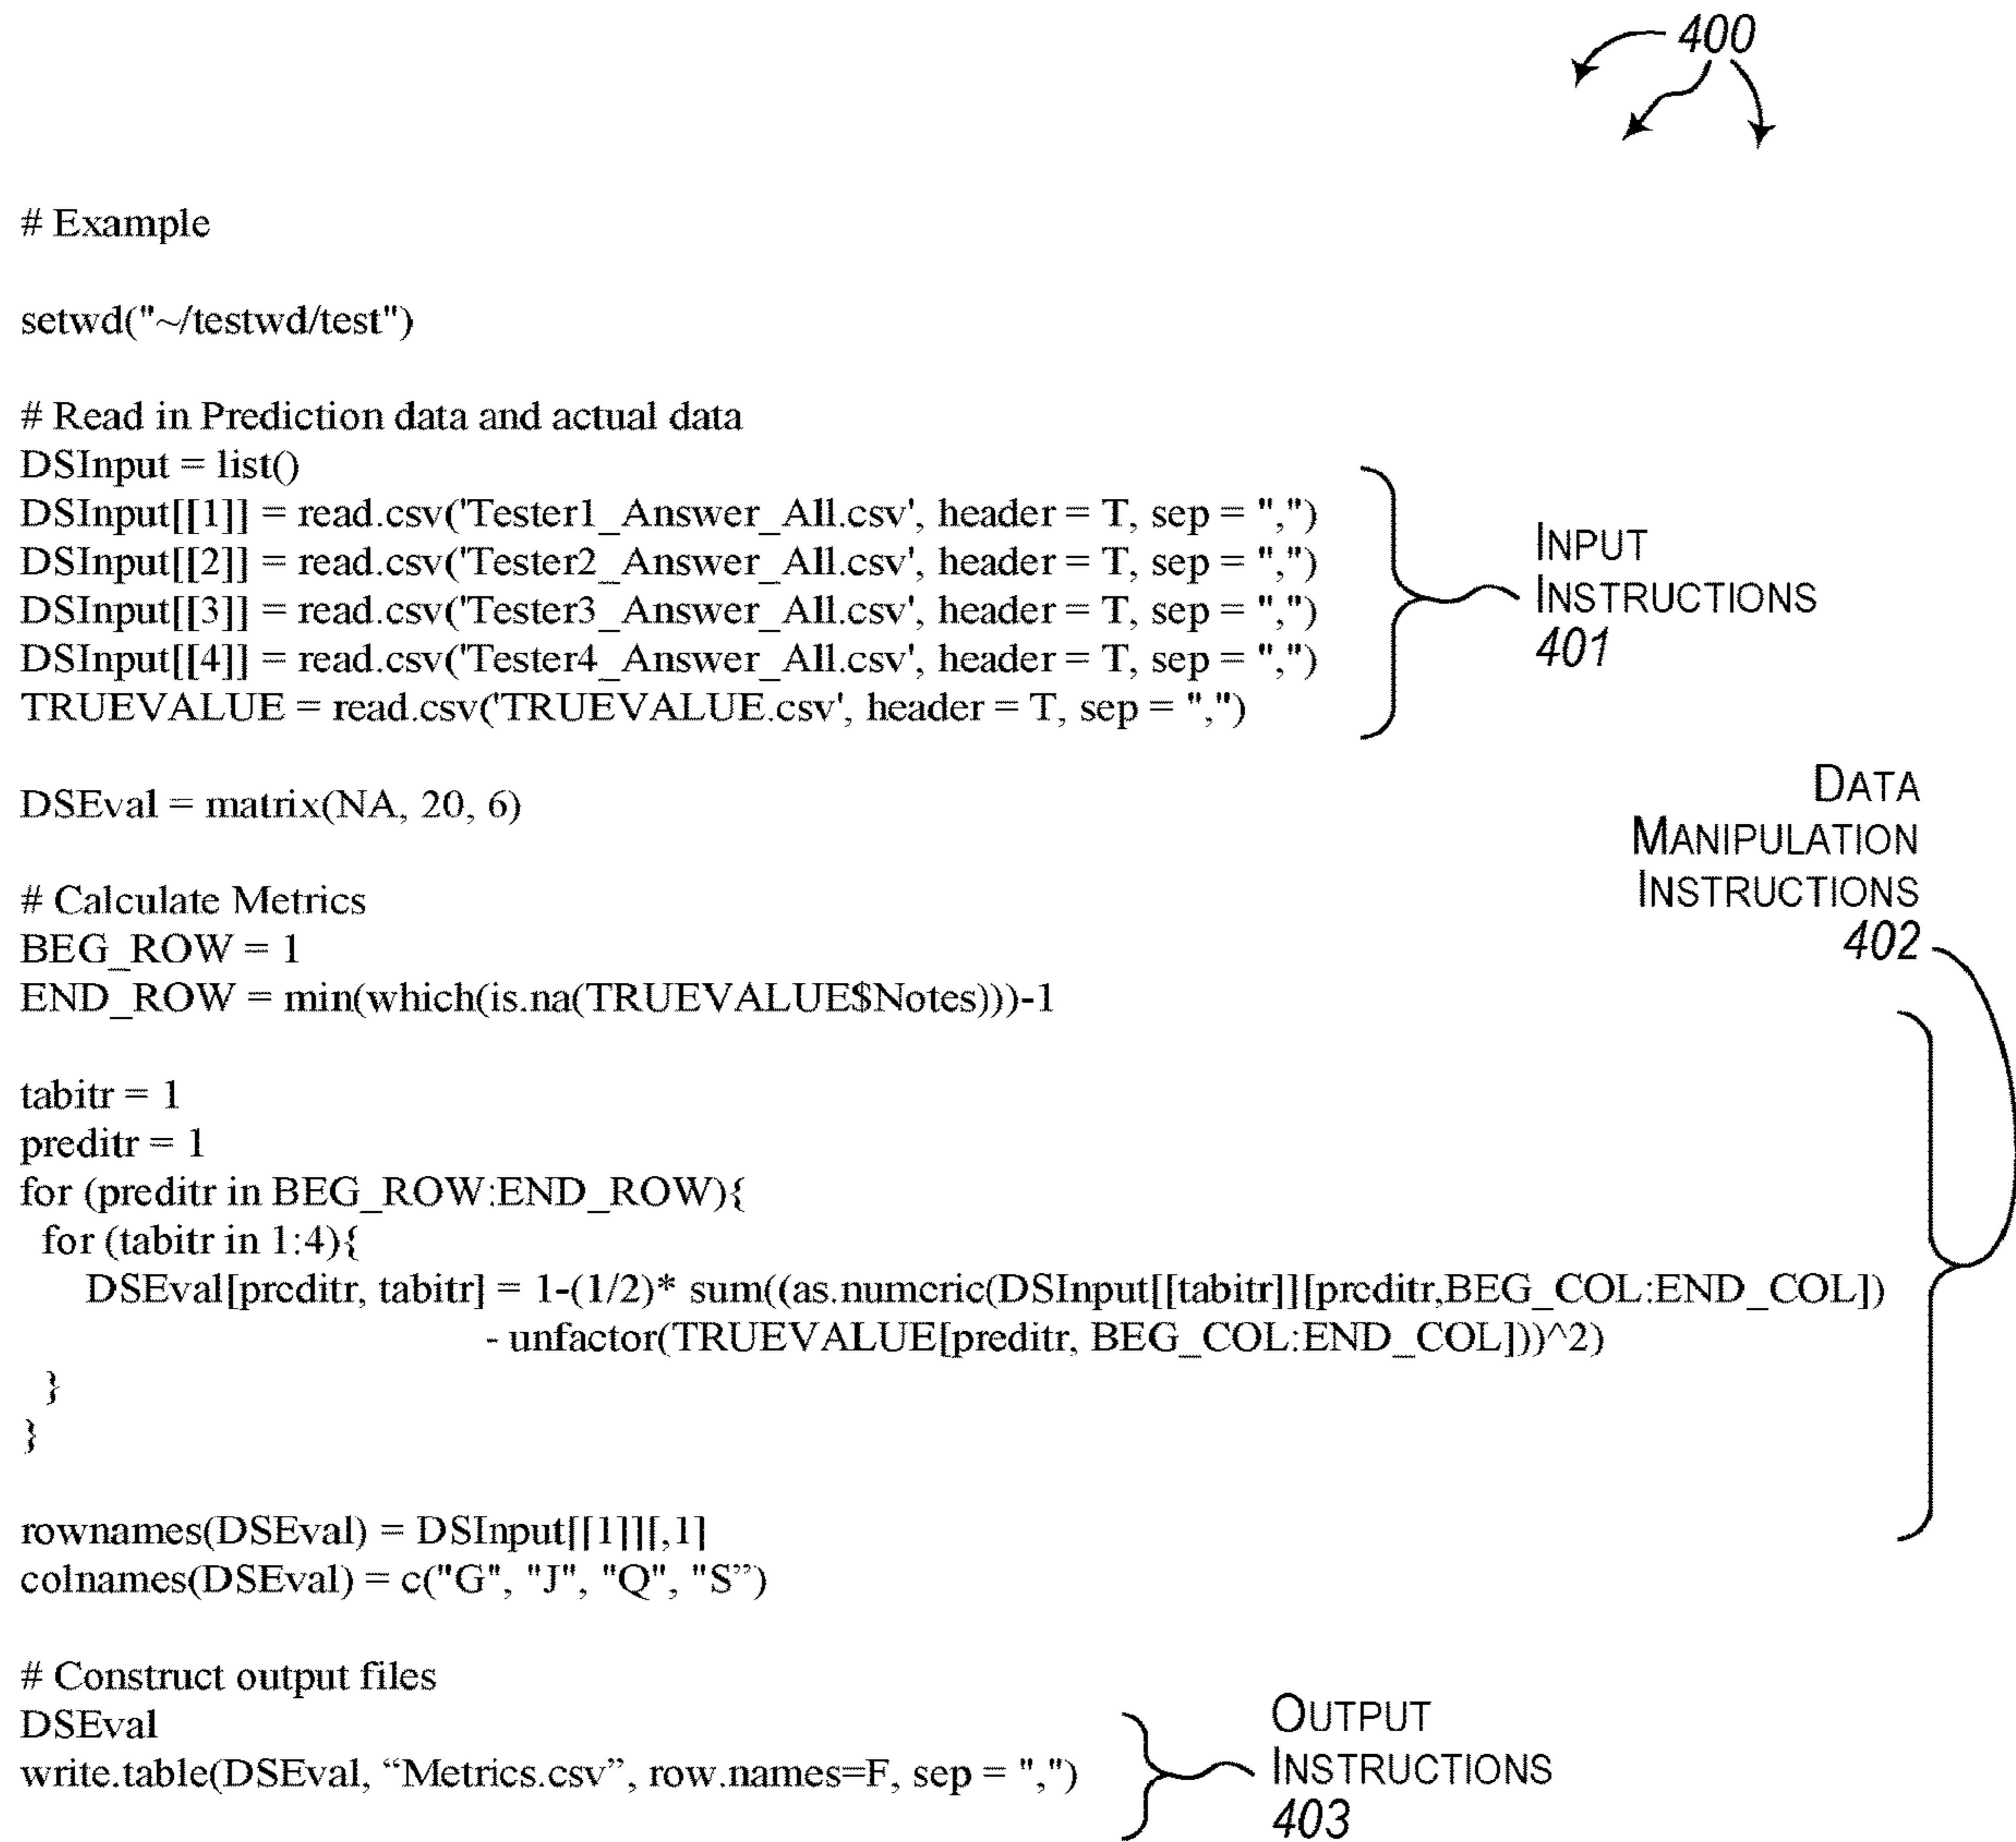 400
# Example
setwd("~/testwd/test")
# Read in Prediction data and actual data
DSInput = list()
DSInput[[1]] = read.csv('Tester1_Answer_All.csv', header = T, sep = ",")
DSInput[[2]] = read.csv('Tester2_Answer_All.csv', header = T, sep = ",")
DSInput[[3]] = read.csv('Tester3_Answer_All.csv', header = T, sep = ",")
DSInput[[4]] = read.csv('Tester4_Answer_All.csv', header = T, sep = ",")
TRUEVALUE = read.csv('TRUEVALUE.csv', header = T, sep = ",")
INPUT
INSTRUCTIONS
401
DSEval = matrix(NA, 20, 6)
# Calculate Metrics
BEG_ROW = 1
END_ROW = min(which(is.na(TRUEVALUE$Notes)))-1
DATA
MANIPULATION
INSTRUCTIONS
402
tabitr = 1
preditr = 1
for (preditr in BEG_ROW:END_ROW){
for (tabitr in 1:4){
DSEval[preditr, tabitr] = 1-(1/2)* sum((as.numeric(DSInput[[tabitr]][preditr,BEG_COL:END_COL])
- unfactor(TRUEVALUE[preditr, BEG_COL:END_COL]))^2)
}
}
rownames(DSEval) = DSInput[[1]][,1]
colnames(DSEval) = c("G", "J", "Q", "S”)
# Construct output files
DSEval
write.table(DSEval, “Metrics.csv”, row.names=F, sep = ",")
OUTPUT
INSTRUCTIONS
403